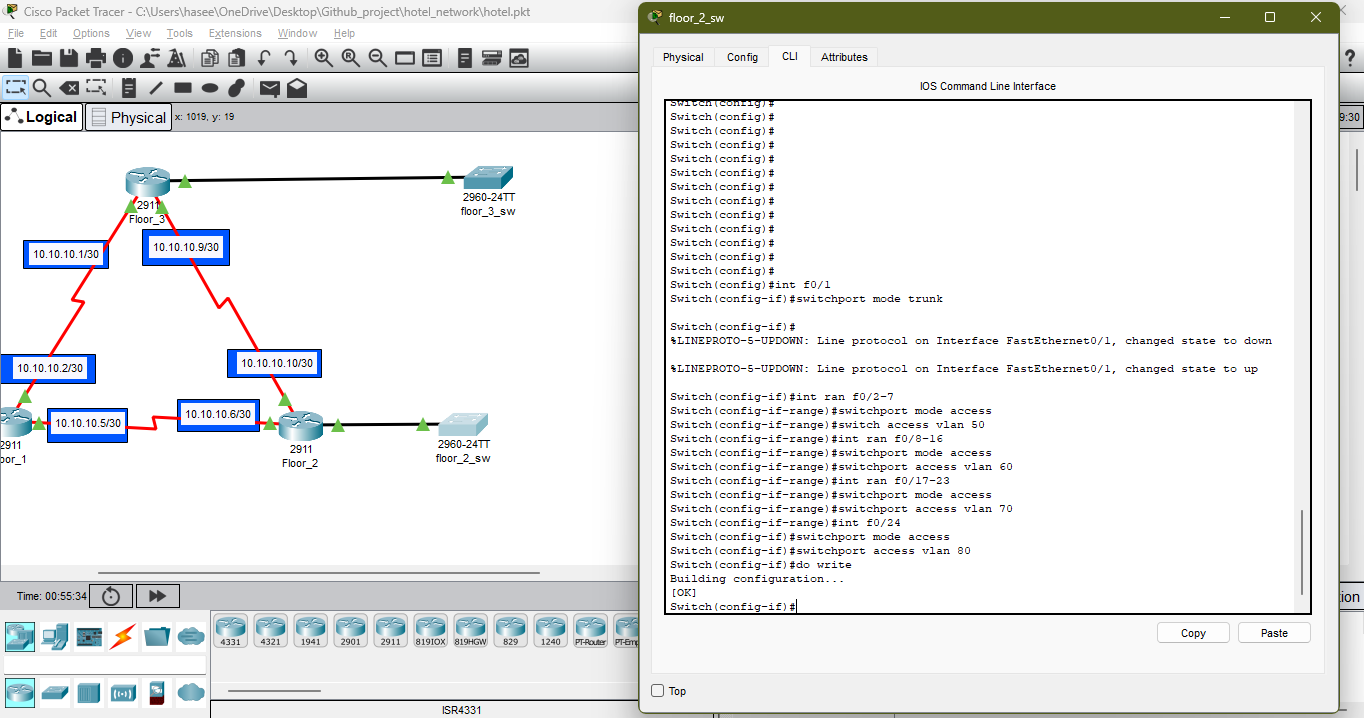 Cisco Packet Tracer - C:\Users\hasee\OneDrive\Desktop\Github_project\hotel_network\hotel.pkt
File Edit Options View Tools Extensions Window Help
Logical
Physical
x: 1019, y: 19
2911
Floor_3
2960-24TT
floor_3_sw
10.10.10.1/30
10.10.10.9/30
10.10.10.2/30
10.10.10.10/30
10.10.10.5/30
10.10.10.6/30
2911
oor_1
2911
Floor_2
2960-24TT
floor_2_sw
Time: 00:55:34
4331 4321 1941 2901 2911 819IOX 819HGW 829 1240 PT-Router PT-Emp
ISR4331
floor_2_sw
Physical Config CLI Attributes
IOS Command Line Interface
Switch(config)#
Switch(config)#
Switch(config)#
Switch(config)#
Switch(config)#
Switch(config)#
Switch(config)#
Switch(config)#
Switch(config)#
Switch(config)#
Switch(config)#
Switch(config)#
Switch(config)#
Switch(config)#int f0/1
Switch(config-if)#switchport mode trunk
Switch(config-if)#
%LINEPROTO-5-UPDOWN: Line protocol on Interface FastEthernet0/1, changed state to down
%LINEPROTO-5-UPDOWN: Line protocol on Interface FastEthernet0/1, changed state to up
Switch(config-if)#int ran f0/2-7
Switch(config-if-range)#switchport mode access
Switch(config-if-range)#switch access vlan 50
Switch(config-if-range)#int ran f0/8-16
Switch(config-if-range)#switchport mode access
Switch(config-if-range)#switchport access vlan 60
Switch(config-if-range)#int ran f0/17-23
Switch(config-if-range)#switchport mode access
Switch(config-if-range)#switchport access vlan 70
Switch(config-if-range)#int f0/24
Switch(config-if)#switchport mode access
Switch(config-if)#switchport access vlan 80
Switch(config-if)#do write
Building configuration...
[OK]
Switch(config-if)#
Copy Paste
Top
9:30
ion